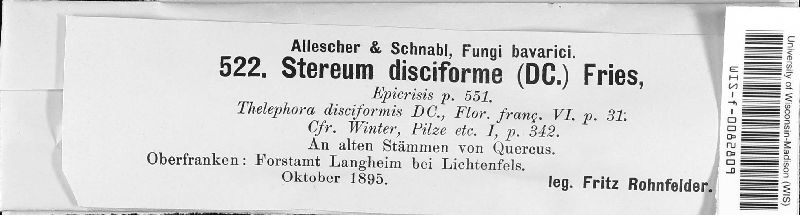 Allescher & Schnabl, Fungi bavarici.
522. Stereum disciforme (DC.) Fries,
Epicrisis p. 551.
Thelephora disciformis DC., Flor. franç. VI. p. 31.
Cfr. Winter, Pilze etc. I, p. 342.
An alten Stämmen von Quercus.
Oberfranken: Forstamt Langheim bei Lichtenfels.
Oktober 1895.
leg. Fritz Rohnfelder.
WIS-f-0082809
University of Wisconsin-Madison (WIS)